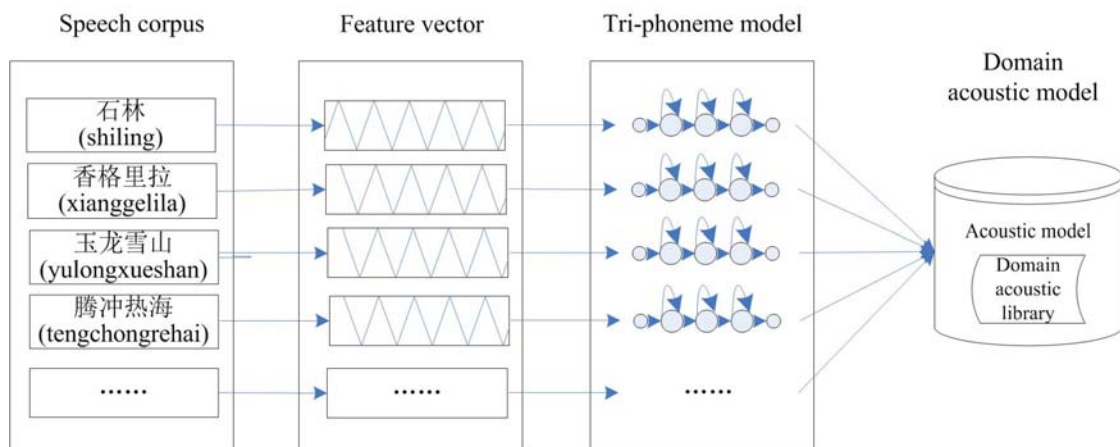 Speech corpus
Feature vector
Tri-phoneme model
Domain
acoustic model
石林
(shiling)
香格里拉
(xianggelila)
玉龙雪山
(yulongxueshan)
腾冲热海
(tengchongrehai)
……
……
……
Acoustic model
Domain
acoustic
library